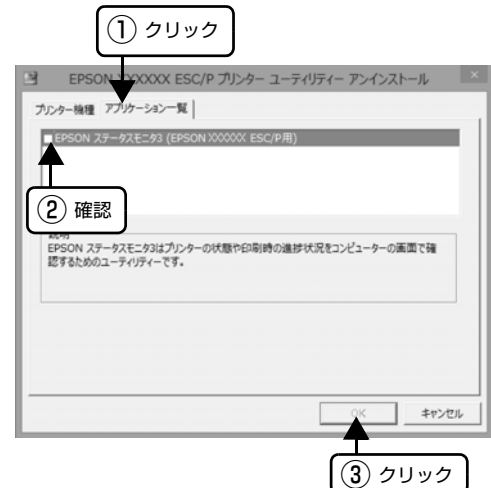 ① クリック
EPSON XXXXXX ESC/P プリンター ユーティリティー アンインストール
プリンター機種 アプリケーション一覧
EPSON ステータスモニタ3 (EPSON XXXXXX ESC/P用)
② 確認
説明
EPSON ステータスモニタ3はプリンターの状態や印刷時の進捗状況をコンピューターの画面で確
認するためのユーティリティーです。
OK キャンセル
③ クリック